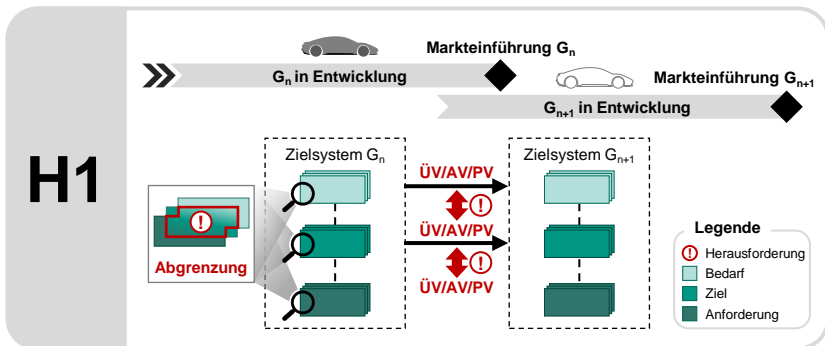 H1
Markteinführung Gn
Gn in Entwicklung
Markteinführung Gn+1
Gn+1 in Entwicklung
Zielsystem Gn
Zielsystem Gn+1
ÜV/AV/PV
!
ÜV/AV/PV
!
ÜV/AV/PV
!
Abgrenzung
Legende
! Herausforderung
Bedarf
Ziel
Anforderung